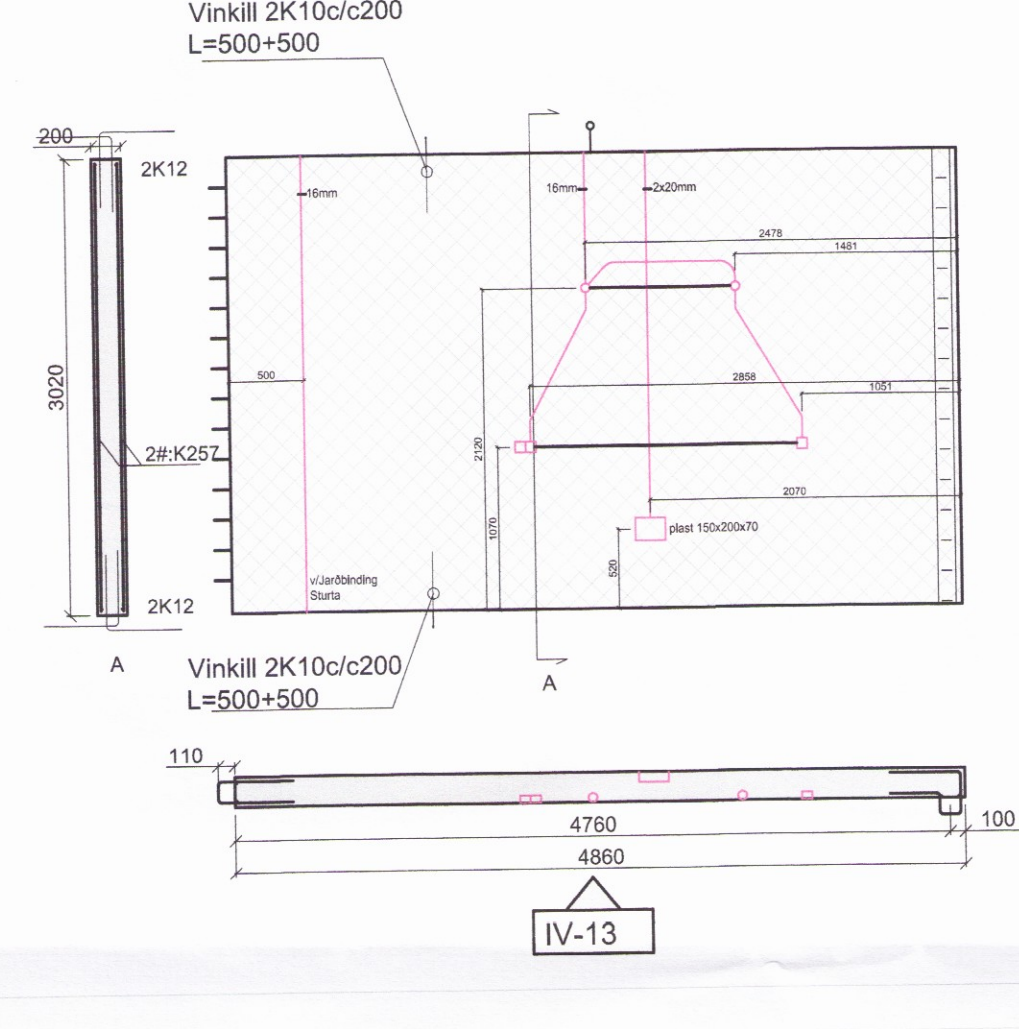 Vinkill 2K10c/c200
L=500+500
200
2K12
3020
2#:K257
2K12
A
16mm
16mm
2x20mm
2478
1481
500
2858
1051
2120
1070
2070
plast 150x200x70
520
v/Jarðbinding
Sturta
Vinkill 2K10c/c200
L=500+500
A
110
4760
100
4860
IV-13